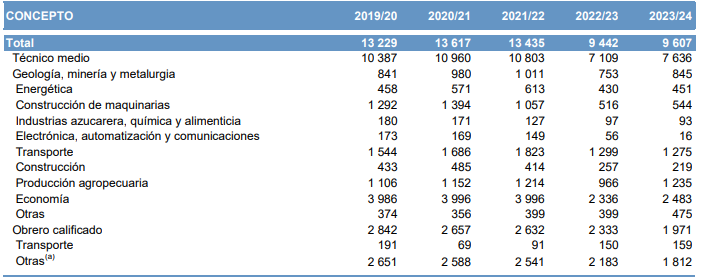 CONCEPTO 2019/20 2020/21 2021/22 2022/23 2023/24
Total 13 229 13 617 13 435 9 442 9 607
Técnico medio 10 387 10 960 10 803 7 109 7 636
Geología, minería y metalurgia 841 980 1 011 753 845
Energética 458 571 613 430 451
Construcción de maquinarias 1 292 1 394 1 057 516 544
Industrias azucarera, química y alimenticia 180 171 127 97 93
Electrónica, automatización y comunicaciones 173 169 149 56 16
Transporte 1 544 1 686 1 823 1 299 1 275
Construcción 433 485 414 257 219
Producción agropecuaria 1 106 1 152 1 214 966 1 235
Economía 3 986 3 996 3 996 2 336 2 483
Otras 374 356 399 399 475
Obrero calificado 2 842 2 657 2 632 2 333 1 971
Transporte 191 69 91 150 159
Otras(a) 2 651 2 588 2 541 2 183 1 812